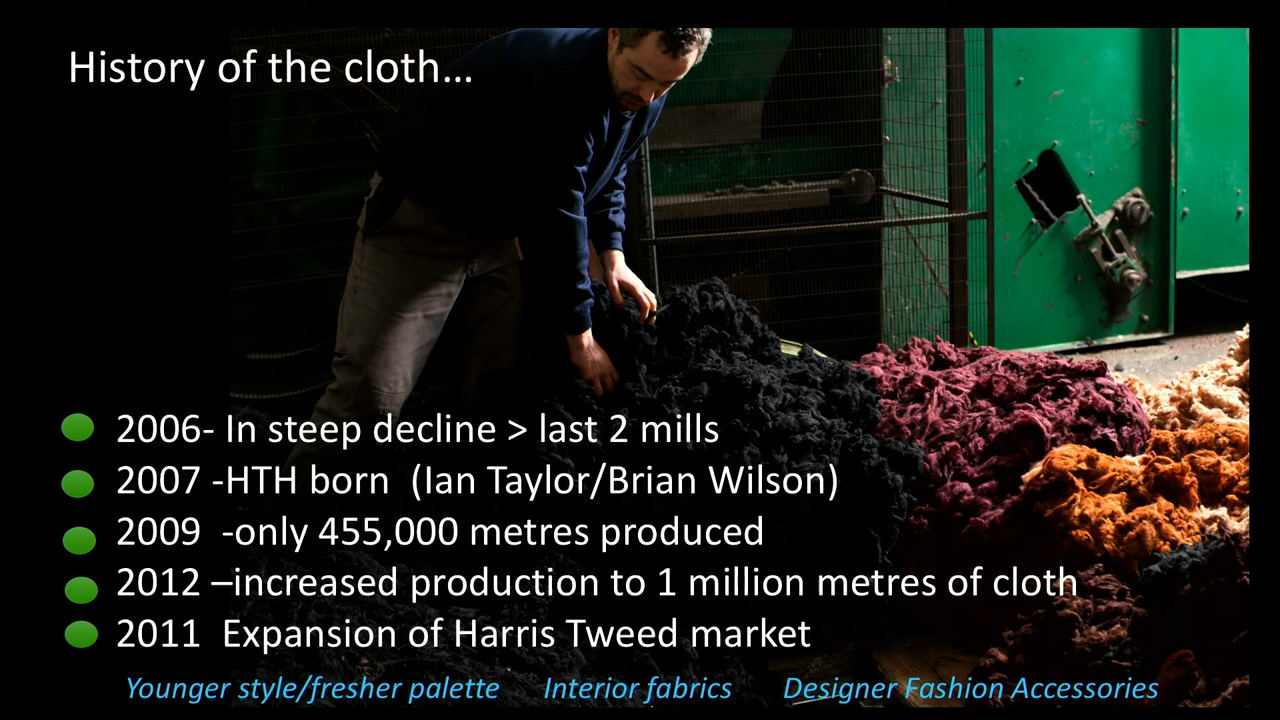 History of the cloth...
2006- In steep decline > last 2 mills
2007 -HTH born  (Ian Taylor/Brian Wilson)
2009  -only 455,000 metres produced
2012 –increased production to 1 million metres of cloth
2011  Expansion of Harris Tweed market
Younger style/fresher palette Interior fabrics Designer Fashion Accessories